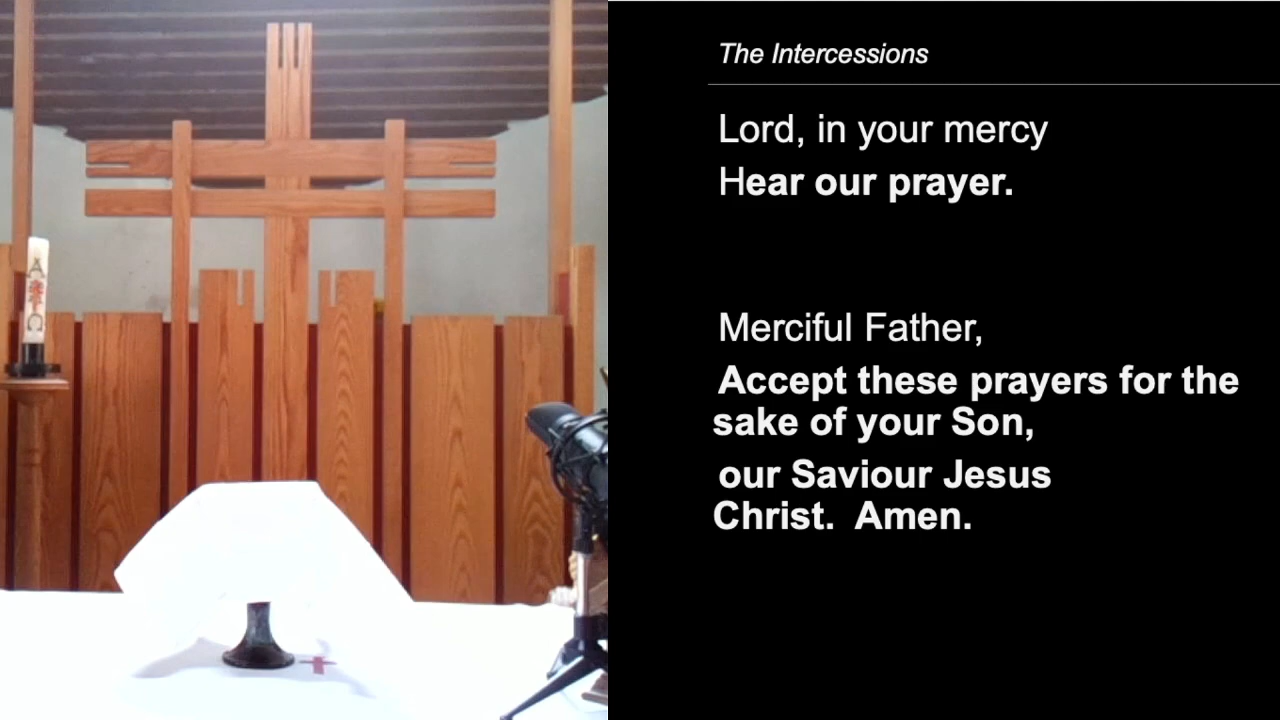 The Intercessions
Lord, in your mercy
Hear our prayer.
Merciful Father,
Accept these prayers for the
sake of your Son,
our Saviour Jesus
Christ.  Amen.
Α
Ω